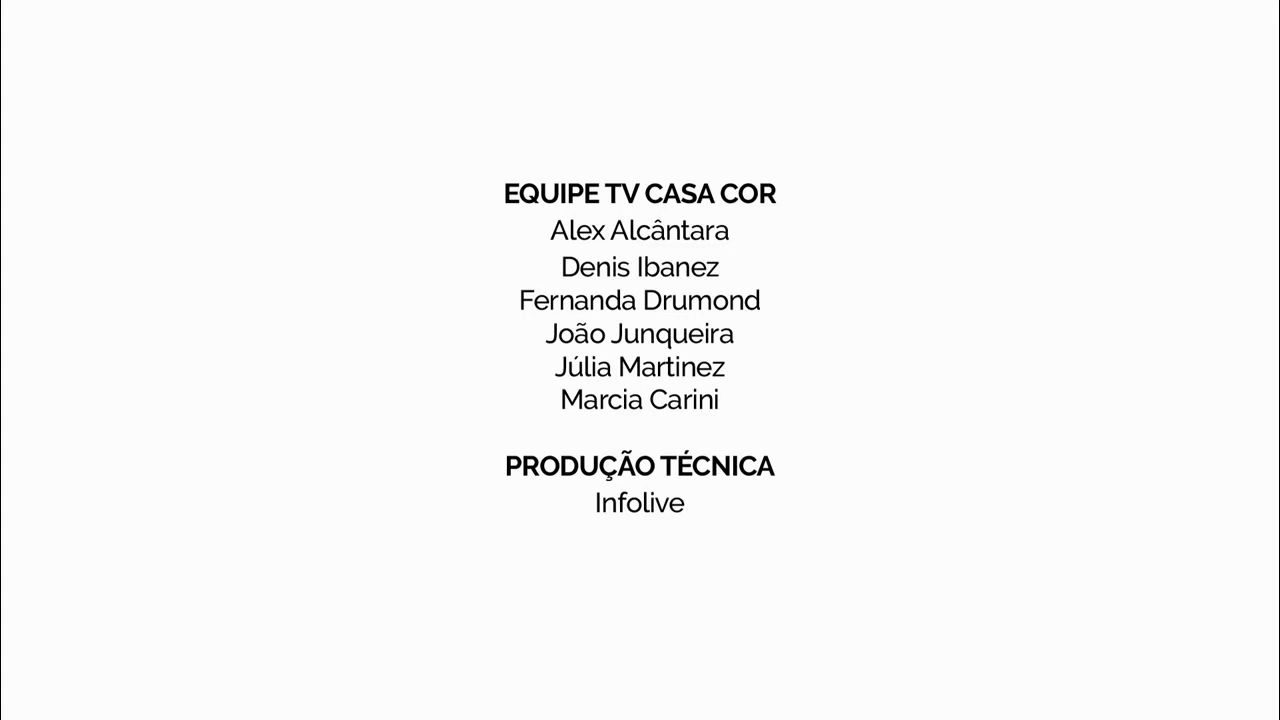 EQUIPE TV CASA COR
Alex Alcântara
Denis Ibanez
Fernanda Drumond
João Junqueira
Júlia Martinez
Marcia Carini
PRODUÇÃO TÉCNICA
Infolive